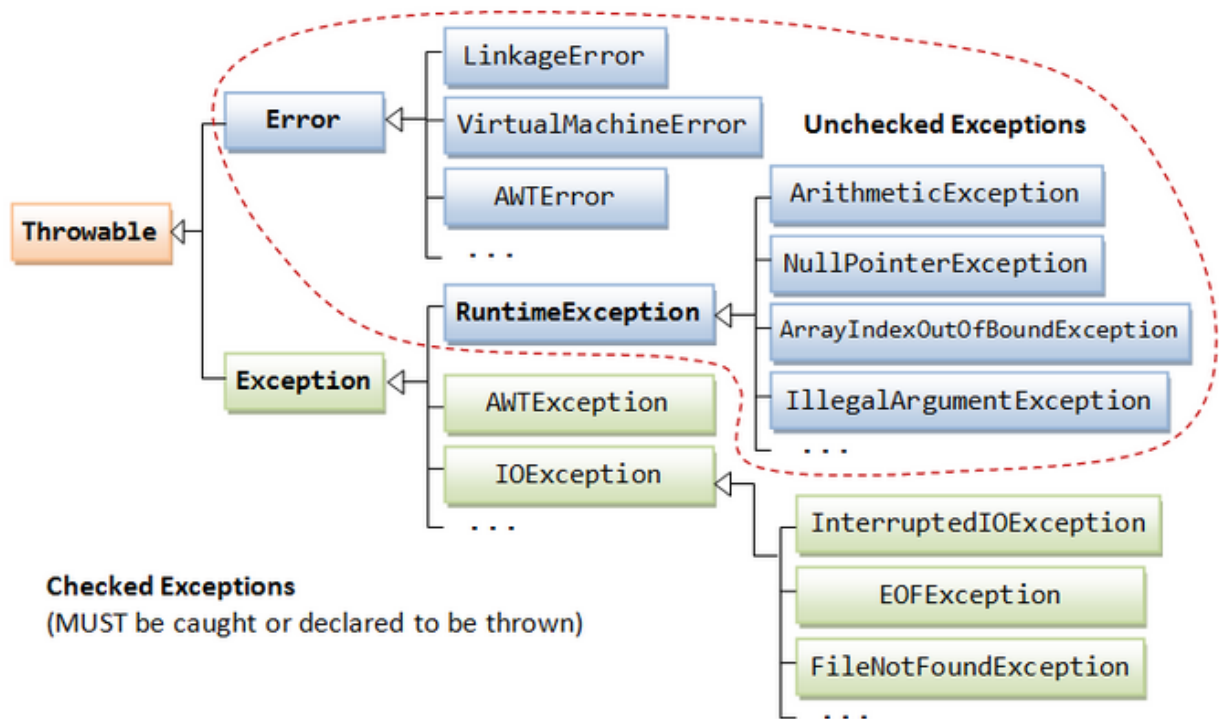 LinkageError
Error
VirtualMachineError
Unchecked Exceptions
AWTError
ArithmeticException
Throwable
...
NullPointerException
RuntimeException
ArrayIndexOutOfBoundException
Exception
AWTException
IllegalArgumentException
...
IOException
...
InterruptedIOException
Checked Exceptions
(MUST be caught or declared to be thrown)
EOFException
FileNotFoundException
...